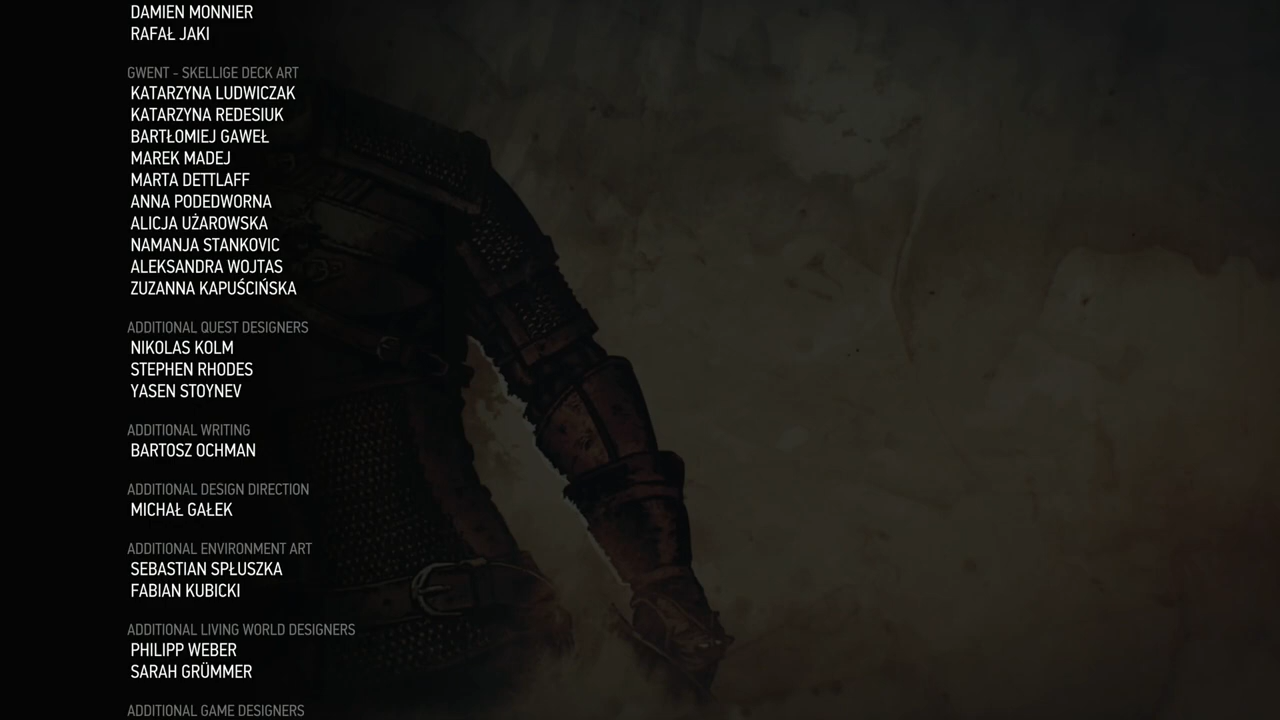 DAMIEN MONNIER
RAFAŁ JAKI
GWENT - SKELLIGE DECK ART
KATARZYNA LUDWICZAK
KATARZYNA REDESIUK
BARTŁOMIEJ GAWEŁ
MAREK MADEJ
MARTA DETTLAFF
ANNA PODEDWORNA
ALICJA UŻAROWSKA
NAMANJA STANKOVIC
ALEKSANDRA WOJTAS
ZUZANNA KAPUŚCIŃSKA
ADDITIONAL QUEST DESIGNERS
NIKOLAS KOLM
STEPHEN RHODES
YASEN STOYNEV
ADDITIONAL WRITING
BARTOSZ OCHMAN
ADDITIONAL DESIGN DIRECTION
MICHAŁ GAŁEK
ADDITIONAL ENVIRONMENT ART
SEBASTIAN SPŁUSZKA
FABIAN KUBICKI
ADDITIONAL LIVING WORLD DESIGNERS
PHILIPP WEBER
SARAH GRÜMMER
ADDITIONAL GAME DESIGNERS